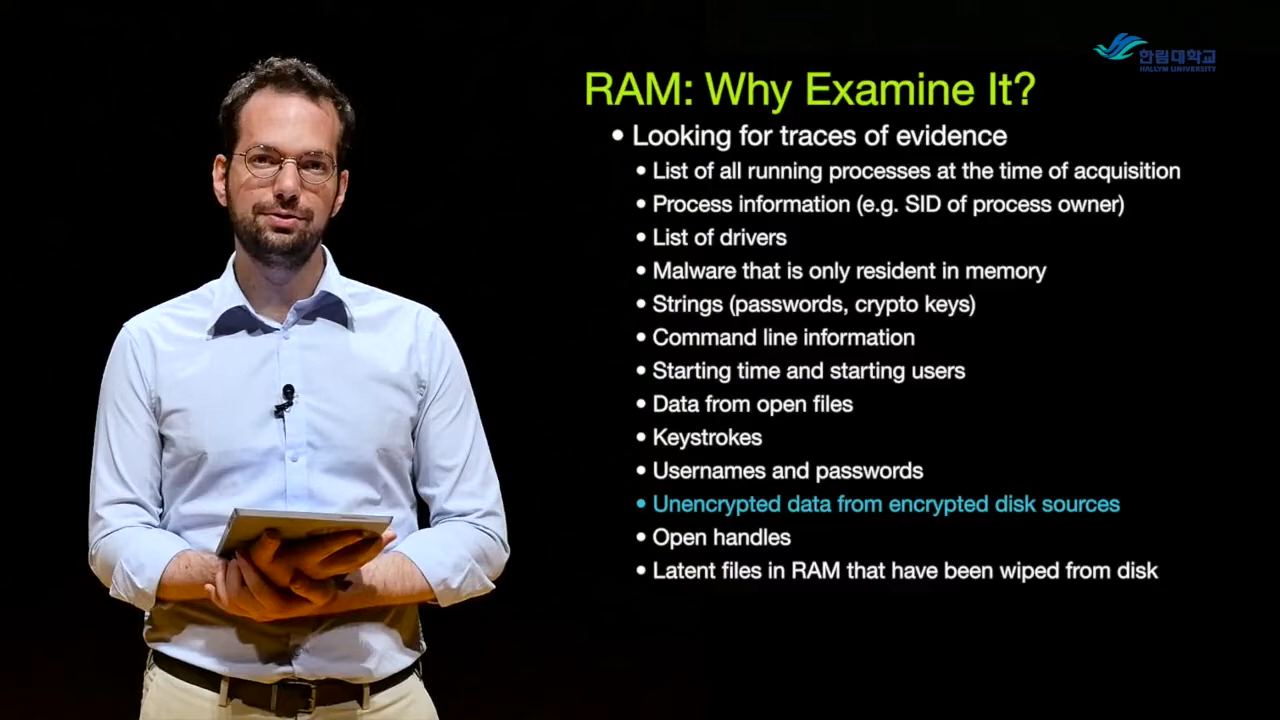 한림대학교
HALLYM UNIVERSITY
RAM: Why Examine It?
• Looking for traces of evidence
• List of all running processes at the time of acquisition
• Process information (e.g. SID of process owner)
• List of drivers
• Malware that is only resident in memory
• Strings (passwords, crypto keys)
• Command line information
• Starting time and starting users
• Data from open files
• Keystrokes
• Usernames and passwords
• Unencrypted data from encrypted disk sources
• Open handles
• Latent files in RAM that have been wiped from disk